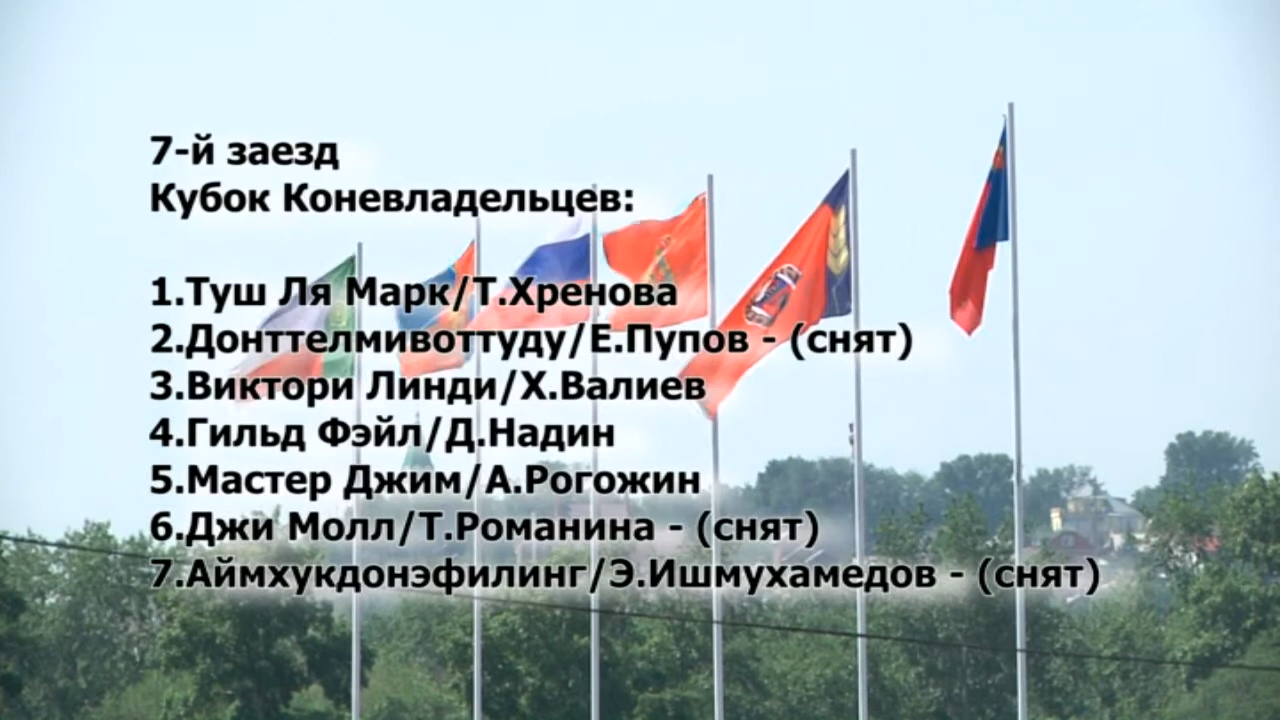 7-й заезд
Кубок Коневладельцев:
1.Туш Ля Марк/Т.Хренова
2.Донттелмивоттуду/Е.Пупов - (снят)
3.Виктори Линди/Х.Валиев
4.Гильд Фэйл/Д.Надин
5.Мастер Джим/А.Рогожин
6.Джи Молл/Т.Романина - (снят)
7.Аймхукдонэфилинг/Э.Ишмухамедов - (снят)